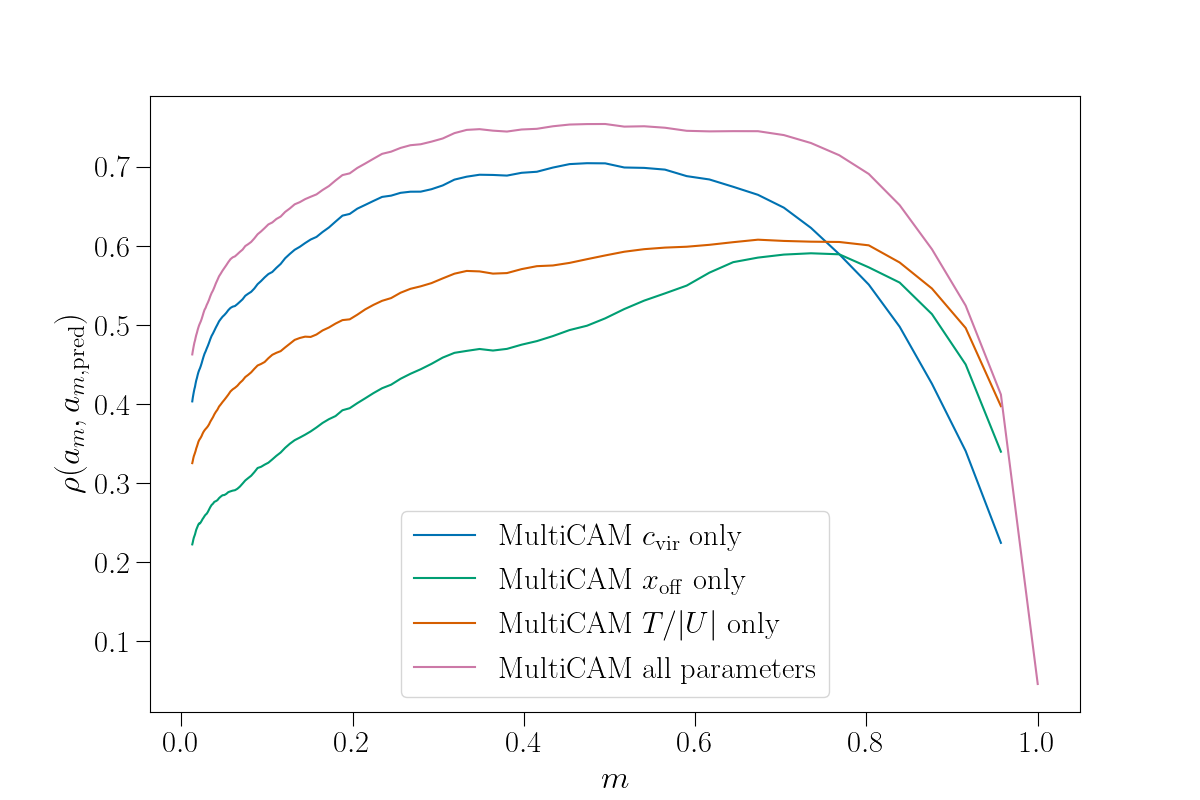 0.7
0.6
0.5
0.4
0.3
0.2
0.1
ρ(a_m, a_{m,pred})
MultiCAM c_vir only
MultiCAM x_off only
MultiCAM T/|U| only
MultiCAM all parameters
0.0 0.2 0.4 0.6 0.8 1.0
m